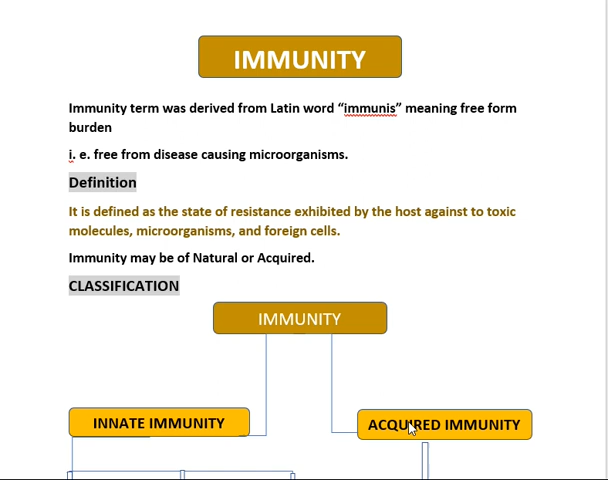 IMMUNITY
Immunity term was derived from Latin word “immunis” meaning free form
burden
i. e. free from disease causing microorganisms.
Definition
It is defined as the state of resistance exhibited by the host against to toxic
molecules, microorganisms, and foreign cells.
Immunity may be of Natural or Acquired.
CLASSIFICATION
IMMUNITY
INNATE IMMUNITY
ACQUIRED IMMUNITY